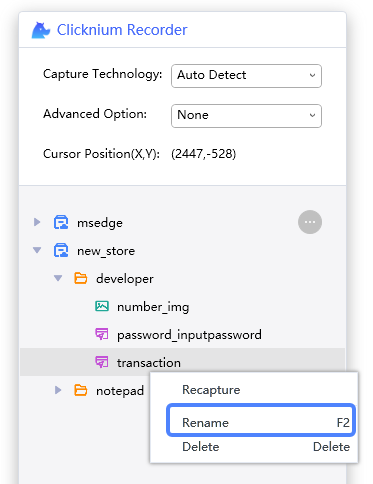 Clicknium Recorder
Capture Technology: Auto Detect
Advanced Option: None
Cursor Position(X,Y): (2447,-528)
msedge
new_store
developer
number_img
password_inputpassword
transaction
notepad
Recapture
Rename F2
Delete Delete